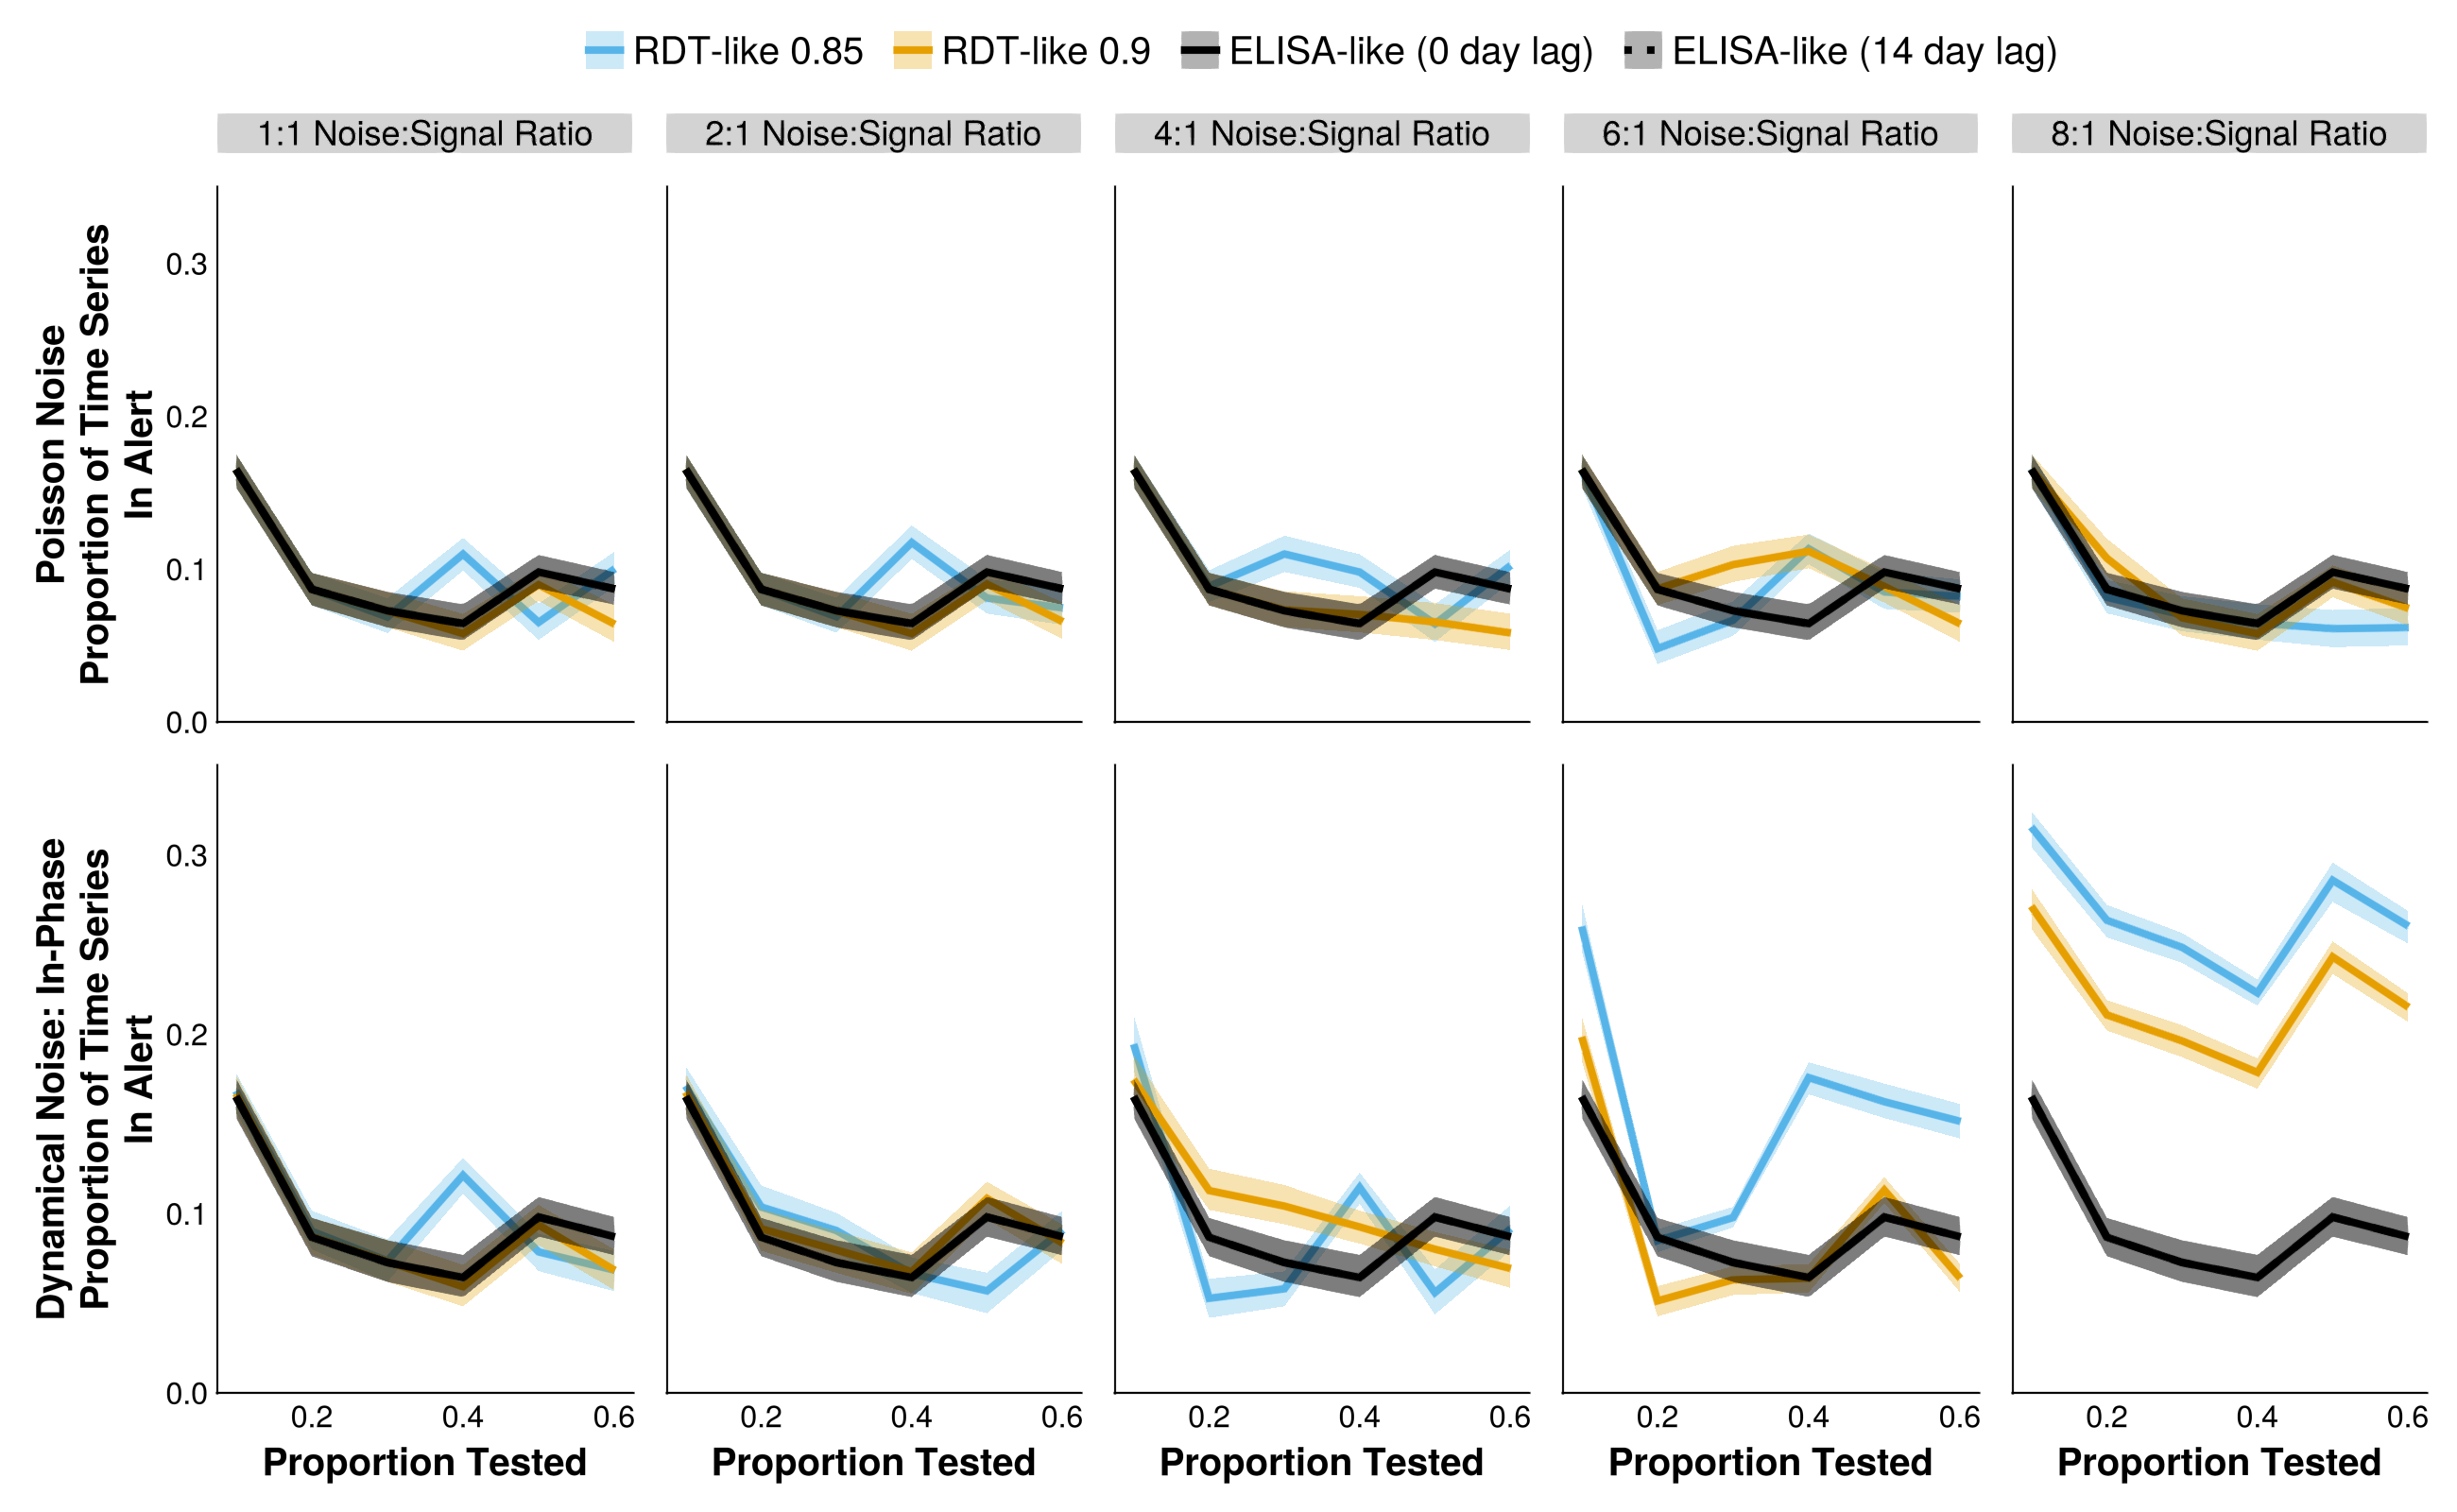 RDT-like 0.85 RDT-like 0.9 ELISA-like (0 day lag) ELISA-like (14 day lag)
1:1 Noise:Signal Ratio 2:1 Noise:Signal Ratio 4:1 Noise:Signal Ratio 6:1 Noise:Signal Ratio 8:1 Noise:Signal Ratio
Poisson Noise
Proportion of Time Series
In Alert
0.3
0.2
0.1
0.0
Dynamical Noise: In-Phase
Proportion of Time Series
In Alert
0.3
0.2
0.1
0.0
0.2 0.4 0.6 0.2 0.4 0.6 0.2 0.4 0.6 0.2 0.4 0.6 0.2 0.4 0.6
Proportion Tested Proportion Tested Proportion Tested Proportion Tested Proportion Tested